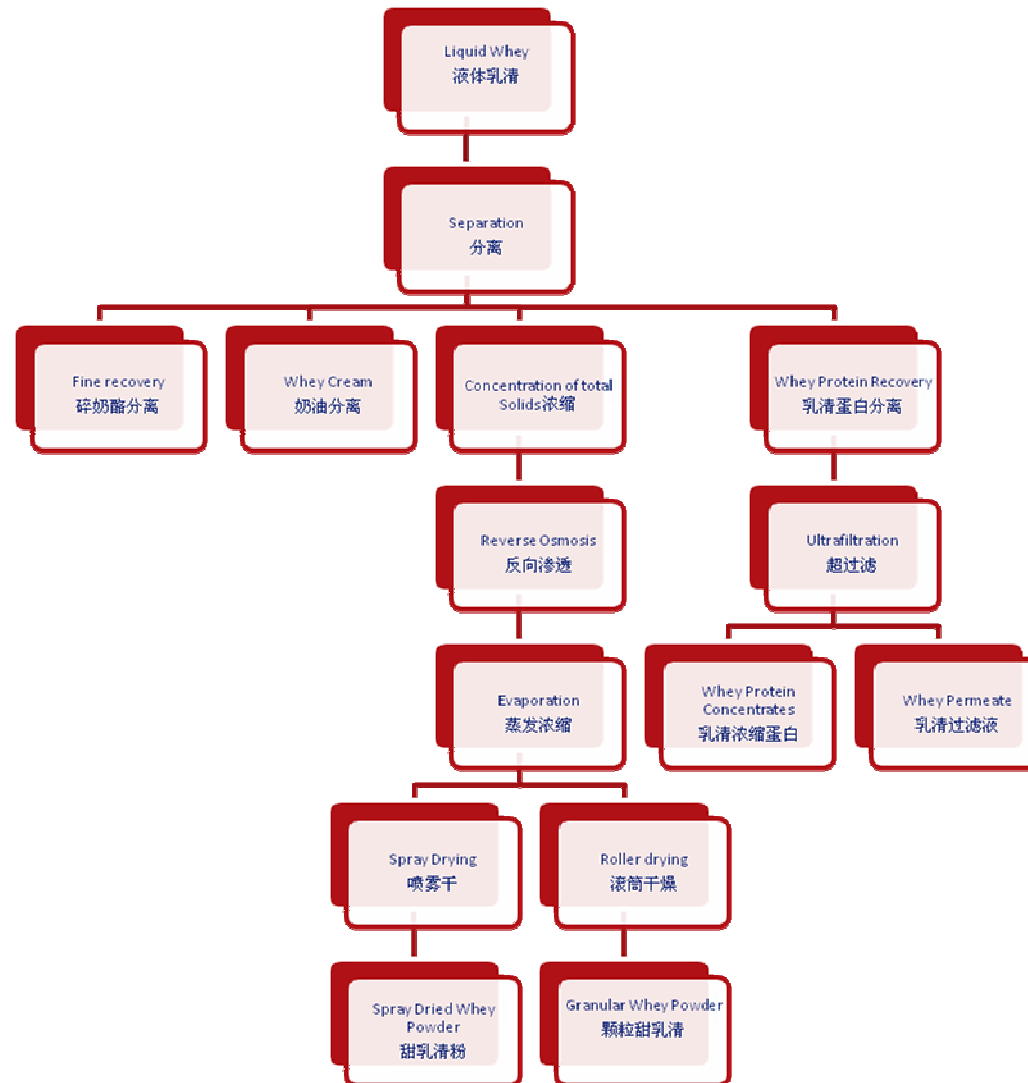 Liquid Whey
液体乳清
Separation
分离
Fine recovery
碎奶酪分离
Whey Cream
奶油分离
Concentration of total
Solids浓缩
Whey Protein Recovery
乳清蛋白分离
Reverse Osmosis
反向渗透
Ultrafiltration
超过滤
Evaporation
蒸发浓缩
Whey Protein
Concentrates
乳清浓缩蛋白
Whey Permeate
乳清过滤液
Spray Drying
喷雾干
Roller drying
滚筒干燥
Spray Dried Whey
Powder
甜乳清粉
Granular Whey Powder
颗粒甜乳清